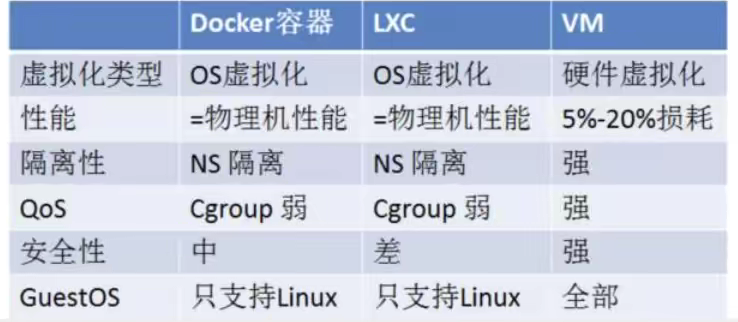 Docker容器 LXC VM
虚拟化类型 OS虚拟化 OS虚拟化 硬件虚拟化
性能 =物理机性能 =物理机性能 5%-20%损耗
隔离性 NS 隔离 NS 隔离 强
QoS Cgroup 弱 Cgroup 弱 强
安全性 中 差 强
GuestOS 只支持Linux 只支持Linux 全部